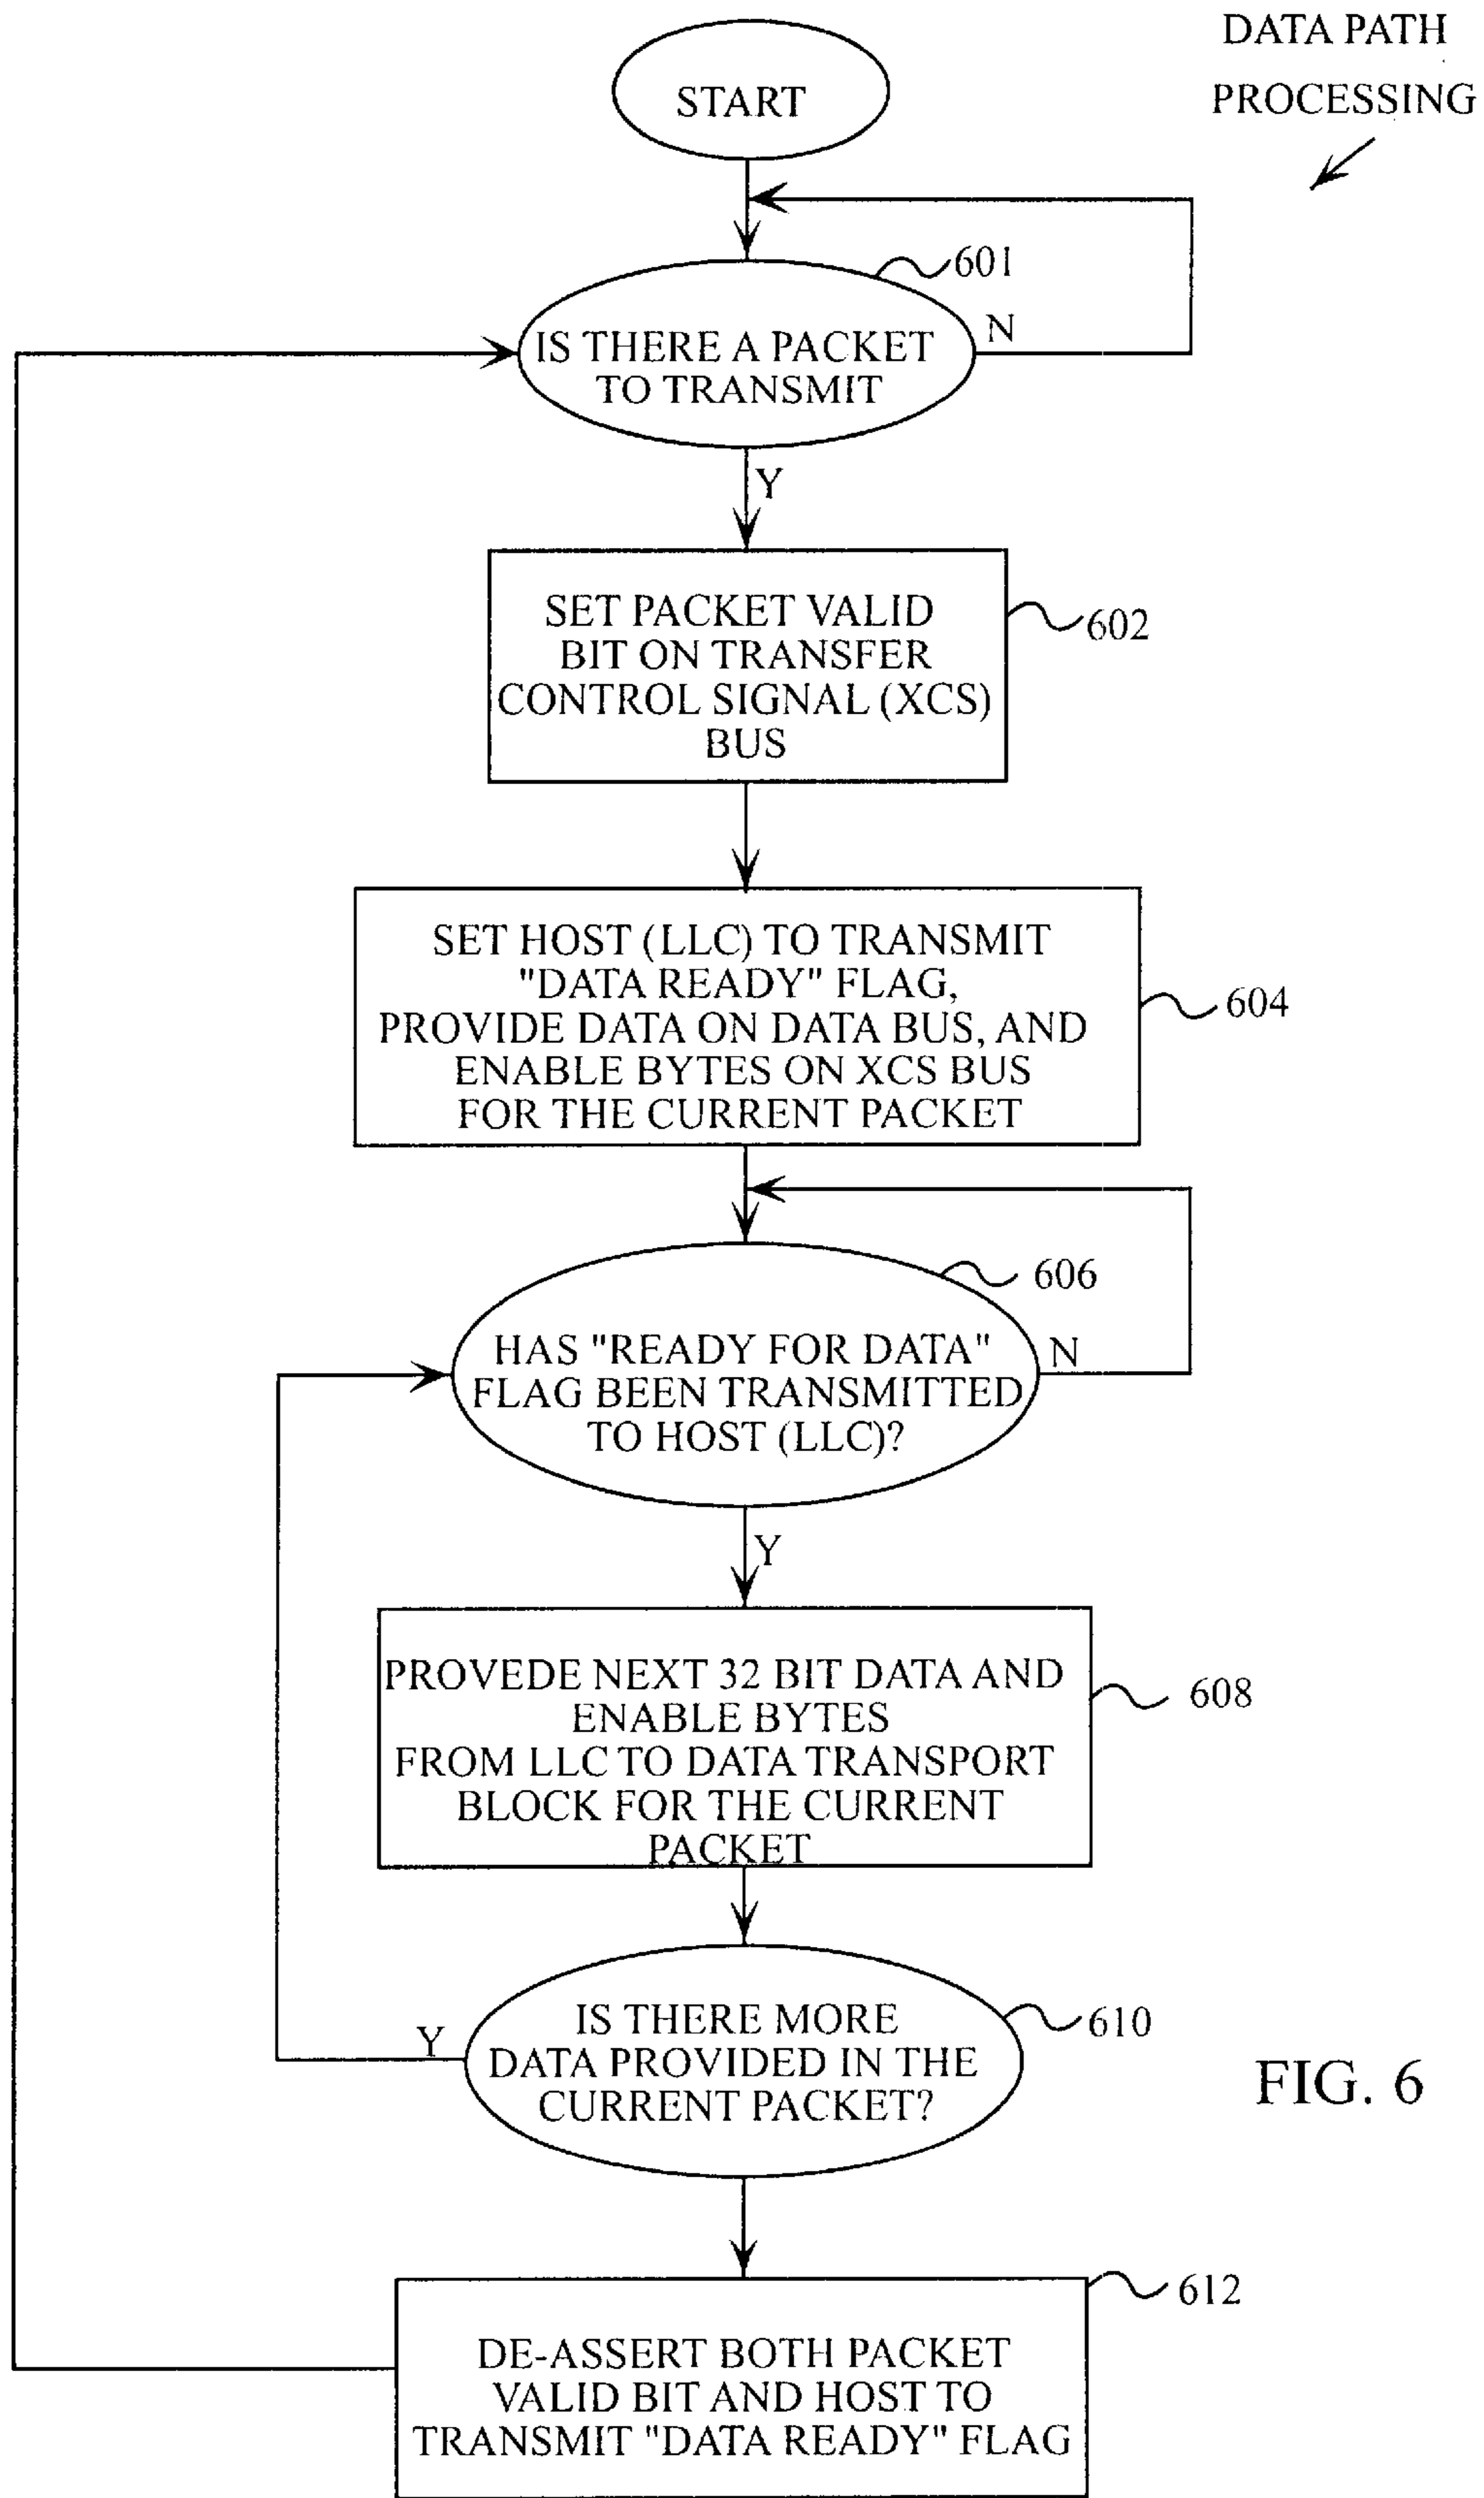 DATA PATH
PROCESSING
START
601
IS THERE A PACKET
TO TRANSMIT
N
Y
SET PACKET VALID
BIT ON TRANSFER
CONTROL SIGNAL (XCS)
BUS
602
SET HOST (LLC) TO TRANSMIT
"DATA READY" FLAG,
PROVIDE DATA ON DATA BUS, AND
ENABLE BYTES ON XCS BUS
FOR THE CURRENT PACKET
604
606
HAS "READY FOR DATA"
FLAG BEEN TRANSMITTED
TO HOST (LLC)?
N
Y
PROVEDE NEXT 32 BIT DATA AND
ENABLE BYTES
FROM LLC TO DATA TRANSPORT
BLOCK FOR THE CURRENT
PACKET
608
IS THERE MORE
DATA PROVIDED IN THE
CURRENT PACKET?
610
Y
FIG. 6
612
DE-ASSERT BOTH PACKET
VALID BIT AND HOST TO
TRANSMIT "DATA READY" FLAG